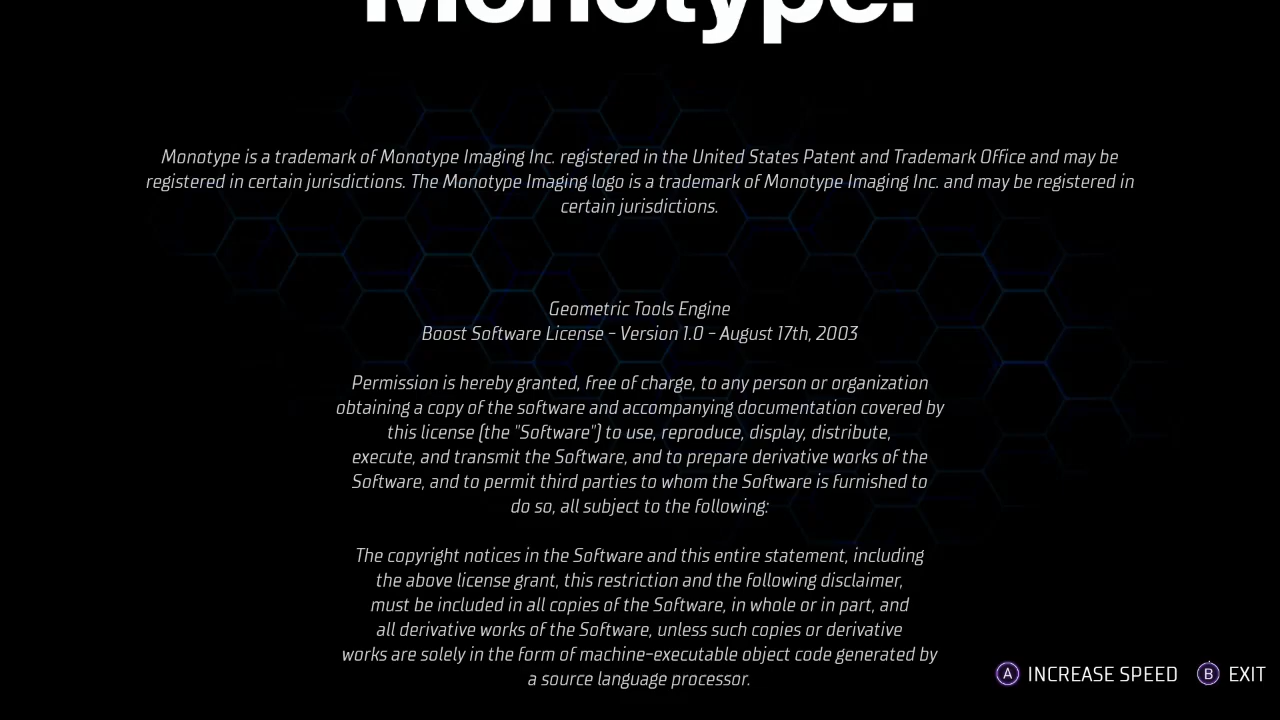 Monotype.
Monotype is a trademark of Monotype Imaging Inc. registered in the United States Patent and Trademark Office and may be
registered in certain jurisdictions. The Monotype Imaging logo is a trademark of Monotype Imaging Inc. and may be registered in
certain jurisdictions.
Geometric Tools Engine
Boost Software License - Version 1.0 - August 17th, 2003
Permission is hereby granted, free of charge, to any person or organization
obtaining a copy of the software and accompanying documentation covered by
this license (the "Software") to use, reproduce, display, distribute,
execute, and transmit the Software, and to prepare derivative works of the
Software, and to permit third parties to whom the Software is furnished to
do so, all subject to the following:
The copyright notices in the Software and this entire statement, including
the above license grant, this restriction and the following disclaimer,
must be included in all copies of the Software, in whole or in part, and
all derivative works of the Software, unless such copies or derivative
works are solely in the form of machine-executable object code generated by
a source language processor.
A INCREASE SPEED B EXIT